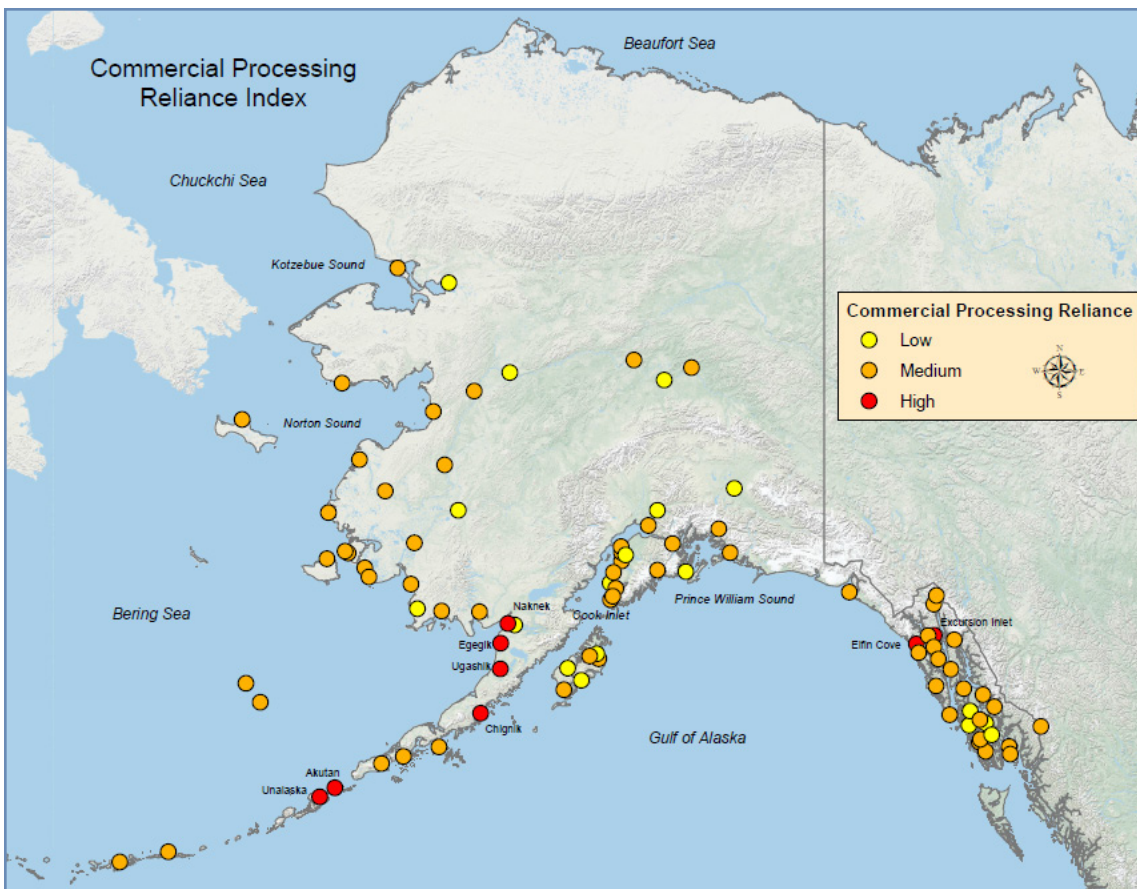 Commercial Processing
Reliance Index
Beaufort Sea
Chuckchi Sea
Kotzebue Sound
Commercial Processing Reliance
Low
Medium
High
N
W
E
S
Norton Sound
Bering Sea
Naknek
Cook Inlet
Prince William Sound
Egegik
Ugashik
Excursion Inlet
Elfin Cove
Chignik
Gulf of Alaska
Akutan
Unalaska